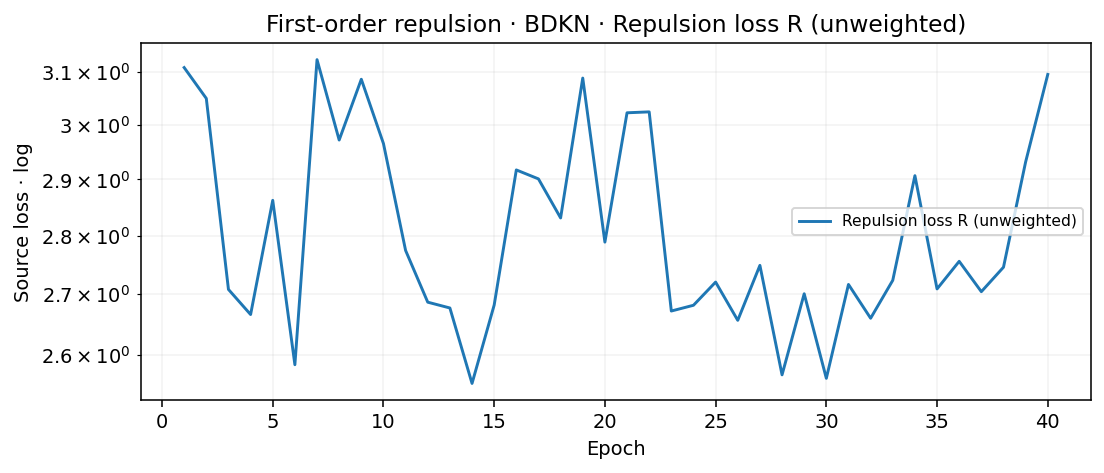 First-order repulsion · BDKN · Repulsion loss R (unweighted)
Source loss · log
3.1 × 10⁰
3 × 10⁰
2.9 × 10⁰
2.8 × 10⁰
2.7 × 10⁰
2.6 × 10⁰
Repulsion loss R (unweighted)
0 5 10 15 20 25 30 35 40
Epoch